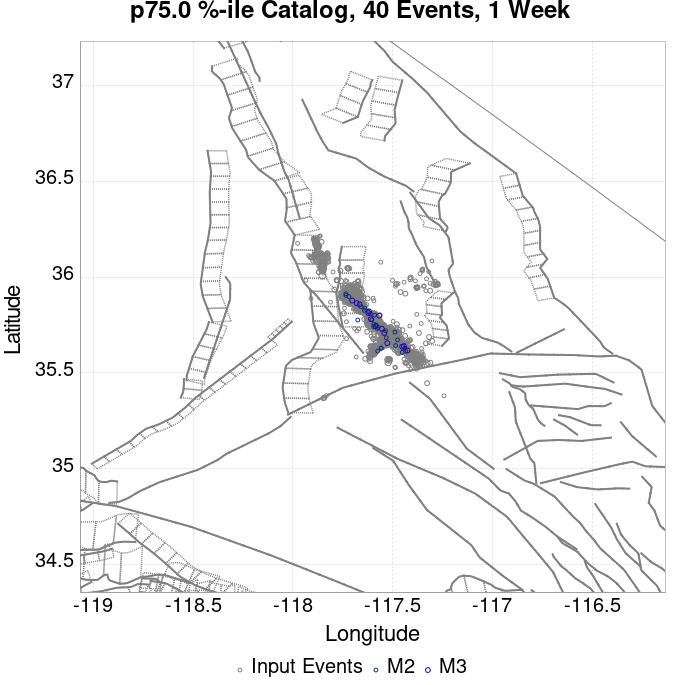 p75.0 %-ile Catalog, 40 Events, 1 Week
37
36.5
36
35.5
35
34.5
Latitude
-119
-118.5
-118
-117.5
-117
-116.5
Longitude
Input Events
M2
M3